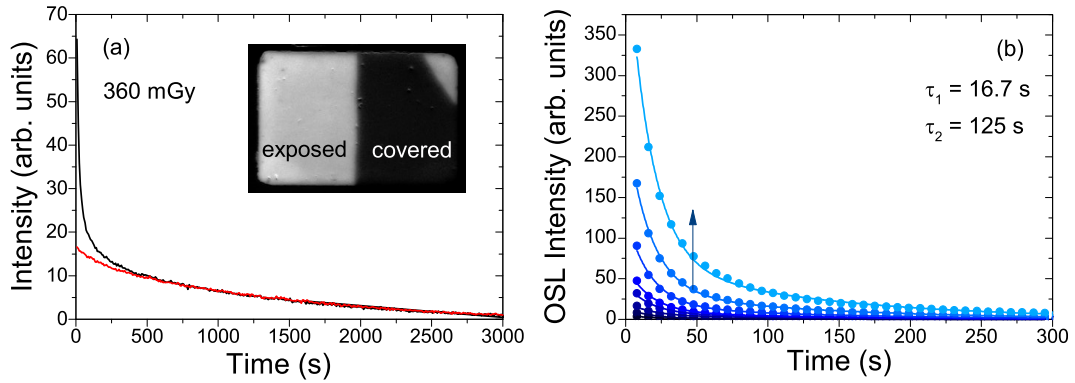 (a)
360 mGy
exposed covered
Intensity (arb. units)
70
60
50
40
30
20
10
0
0 500 1000 1500 2000 2500 3000
Time (s)
(b)
τ1 = 16.7 s
τ2 = 125 s
OSL Intensity (arb. units)
350
300
250
200
150
100
50
0
0 50 100 150 200 250 300
Time (s)